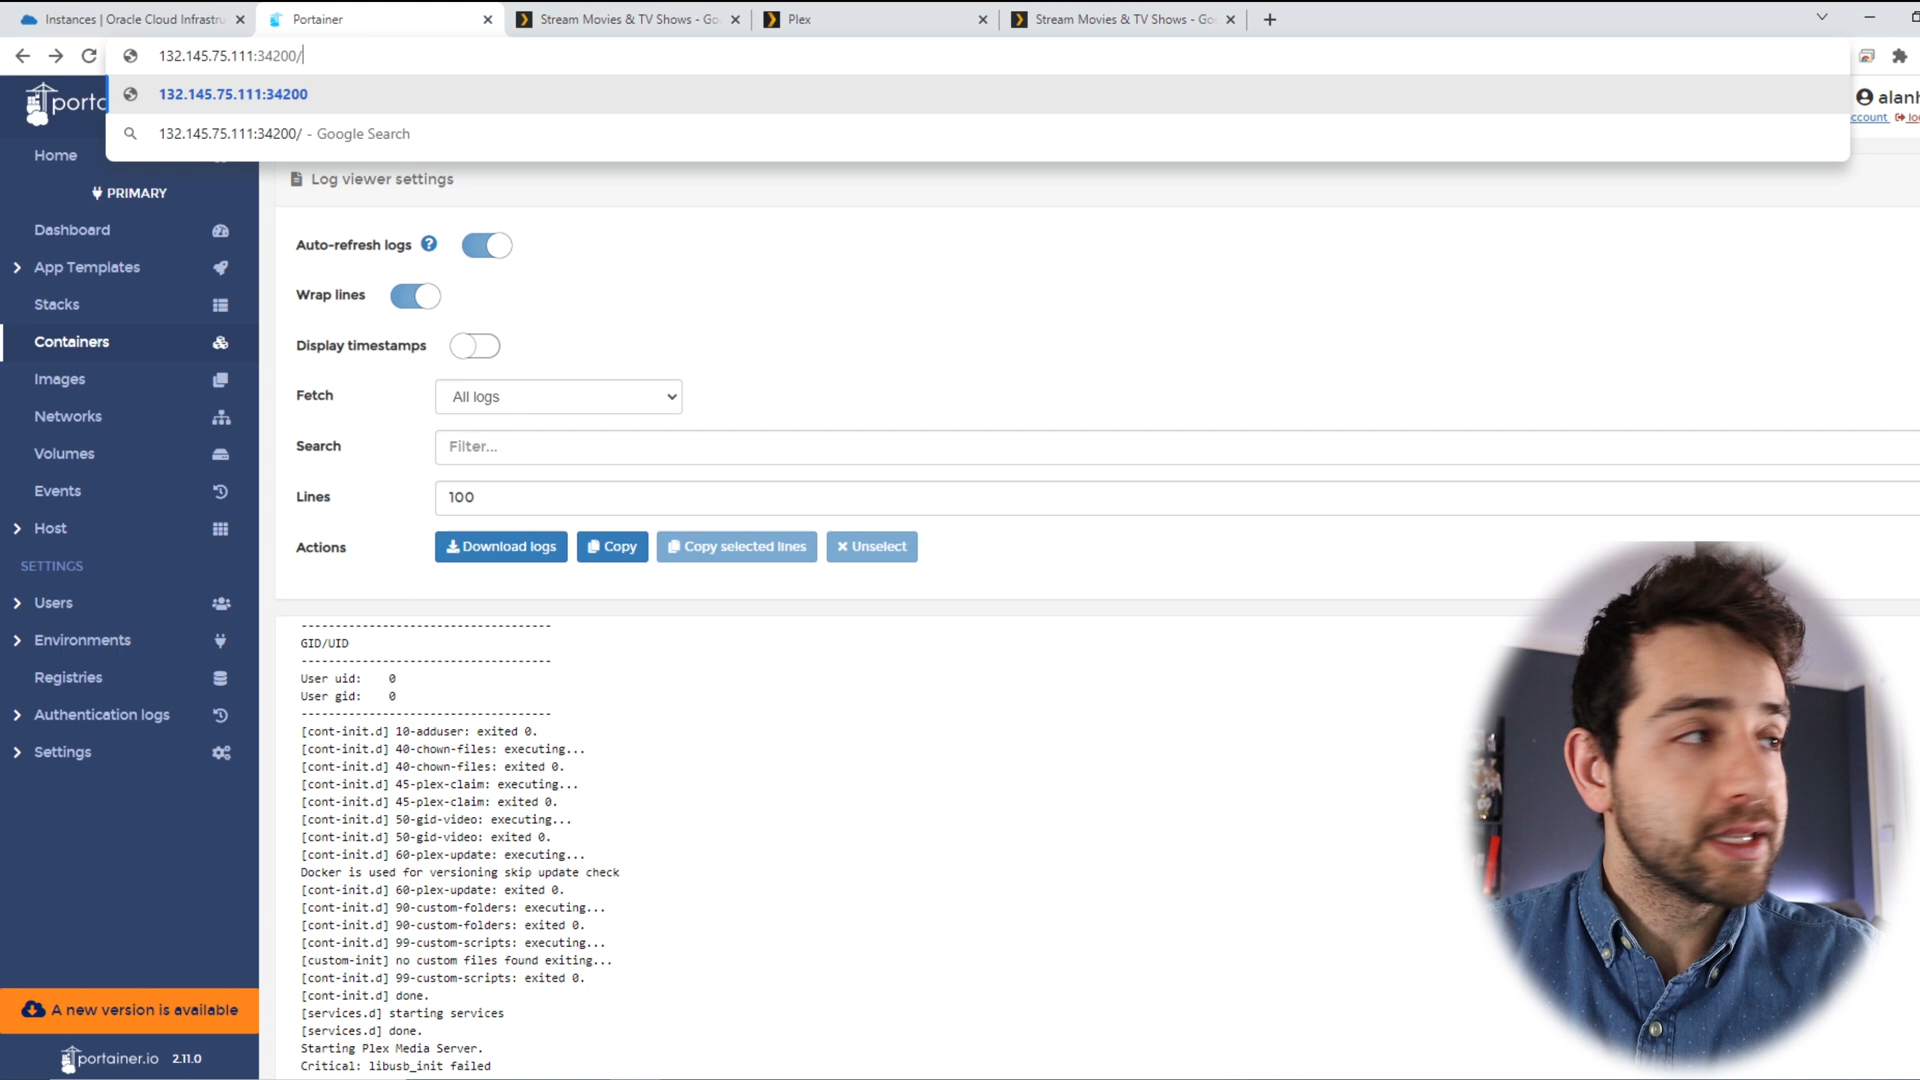 Instances | Oracle Cloud Infrastru
Portainer
Stream Movies & TV Shows - Go
Plex
Stream Movies & TV Shows - Go
132.145.75.111:34200/
132.145.75.111:34200
132.145.75.111:34200/ - Google Search
porta
alanh
ccount
lo
Home
PRIMARY
Dashboard
App Templates
Stacks
Containers
Images
Networks
Volumes
Events
Host
SETTINGS
Users
Environments
Registries
Authentication logs
Settings
A new version is available
portainer.io 2.11.0
Log viewer settings
Auto-refresh logs ?
Wrap lines
Display timestamps
Fetch All logs
Search Filter...
Lines 100
Actions Download logs Copy Copy selected lines Unselect
-------------------------------------
GID/UID
-------------------------------------
User uid: 0
User gid: 0
-------------------------------------
[cont-init.d] 10-adduser: exited 0.
[cont-init.d] 40-chown-files: executing...
[cont-init.d] 40-chown-files: exited 0.
[cont-init.d] 45-plex-claim: executing...
[cont-init.d] 45-plex-claim: exited 0.
[cont-init.d] 50-gid-video: executing...
[cont-init.d] 50-gid-video: exited 0.
[cont-init.d] 60-plex-update: executing...
Docker is used for versioning skip update check
[cont-init.d] 60-plex-update: exited 0.
[cont-init.d] 90-custom-folders: executing...
[cont-init.d] 90-custom-folders: exited 0.
[cont-init.d] 99-custom-scripts: executing...
[custom-init] no custom files found exiting...
[cont-init.d] 99-custom-scripts: exited 0.
[cont-init.d] done.
[services.d] starting services
[services.d] done.
Starting Plex Media Server.
Critical: libusb_init failed